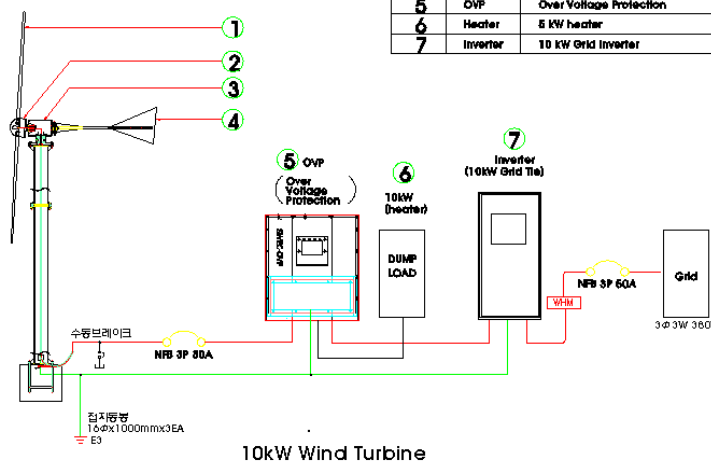 5 OVP Over Voltage Protection
6 Heater 5 kW heater
7 Inverter 10 kW Grid Inverter
1
2
3
4
5 OVP
(Over
Voltage
Protection)
6
10kW
(heater)
7
Inverter
(10kW Grid Tie)
DUMP
LOAD
NFB 3P 50A
WHM
Grid
3Φ3W 380
수동브레이크
NFB 3P 80A
접지동봉
16Φx1000mmx3EA
E3
10kW Wind Turbine